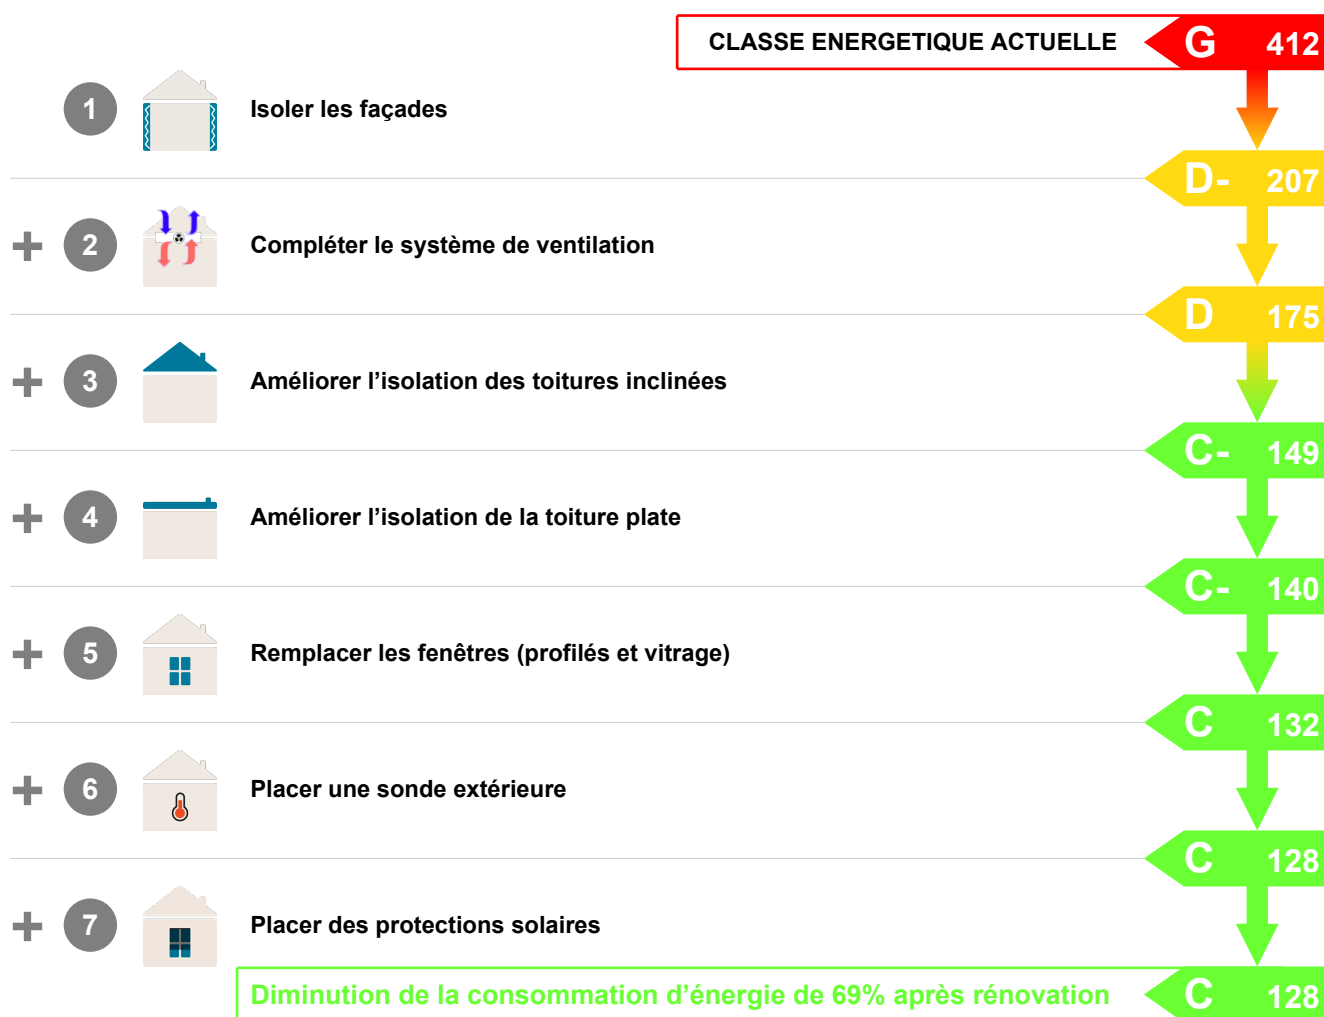 CLASSE ENERGETIQUE ACTUELLE G 412
1 Isoler les façades
D- 207
+ 2 Compléter le système de ventilation
D 175
+ 3 Améliorer l’isolation des toitures inclinées
C- 149
+ 4 Améliorer l’isolation de la toiture plate
C- 140
+ 5 Remplacer les fenêtres (profilés et vitrage)
C 132
+ 6 Placer une sonde extérieure
C 128
+ 7 Placer des protections solaires
Diminution de la consommation d’énergie de 69% après rénovation C 128